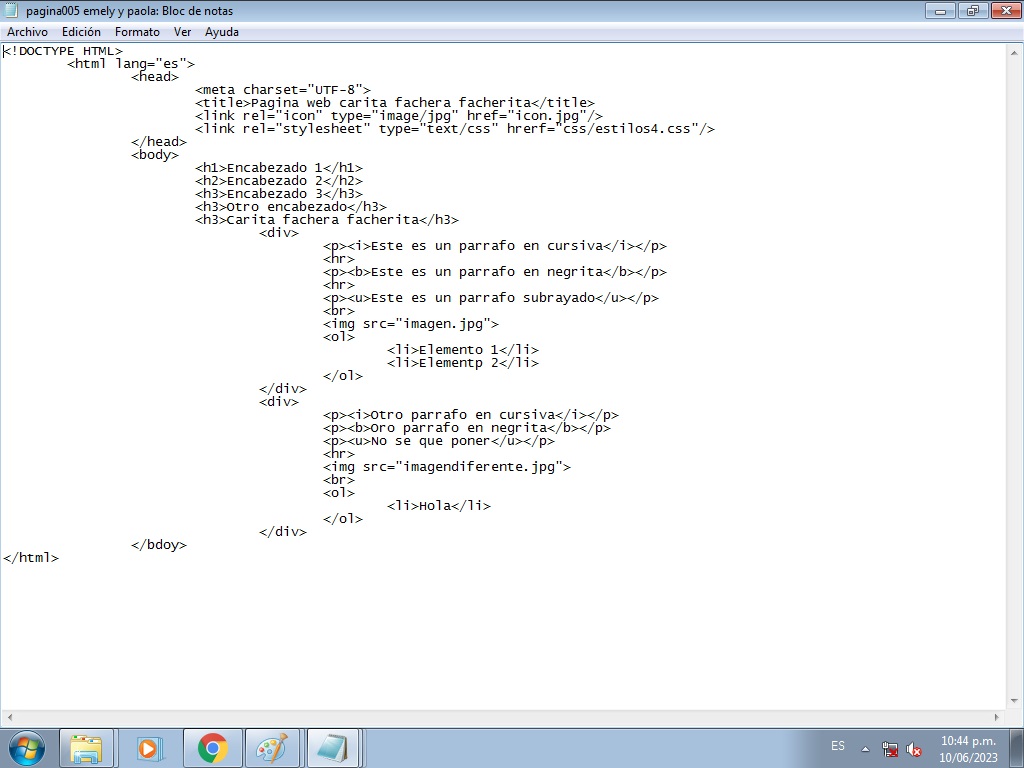 pagina005 emely y paola: Bloc de notas
Archivo Edición Formato Ver Ayuda
<!DOCTYPE HTML>
<html lang="es">
<head>
<meta charset="UTF-8">
<title>Pagina web carita fachera facherita</title>
<link rel="icon" type="image/jpg" href="icon.jpg"/>
<link rel="stylesheet" type="text/css" hrerf="css/estilos4.css"/>
</head>
<body>
<h1>Encabezado 1</h1>
<h2>Encabezado 2</h2>
<h3>Encabezado 3</h3>
<h3>Otro encabezado</h3>
<h3>Carita fachera facherita</h3>
<div>
<p><i>Este es un parrafo en cursiva</i></p>
<hr>
<p><b>Este es un parrafo en negrita</b></p>
<hr>
<p><u>Este es un parrafo subrayado</u></p>
<br>
<img src="imagen.jpg">
<ol>
<li>Elemento 1</li>
<li>Elementp 2</li>
</ol>
</div>
<div>
<p><i>Otro parrafo en cursiva</i></p>
<p><b>Oro parrafo en negrita</b></p>
<p><u>No se que poner</u></p>
<hr>
<img src="imagendiferente.jpg">
<br>
<ol>
<li>Hola</li>
</ol>
</div>
</bdoy>
</html>
ES
10:44 p.m.
10/06/2023